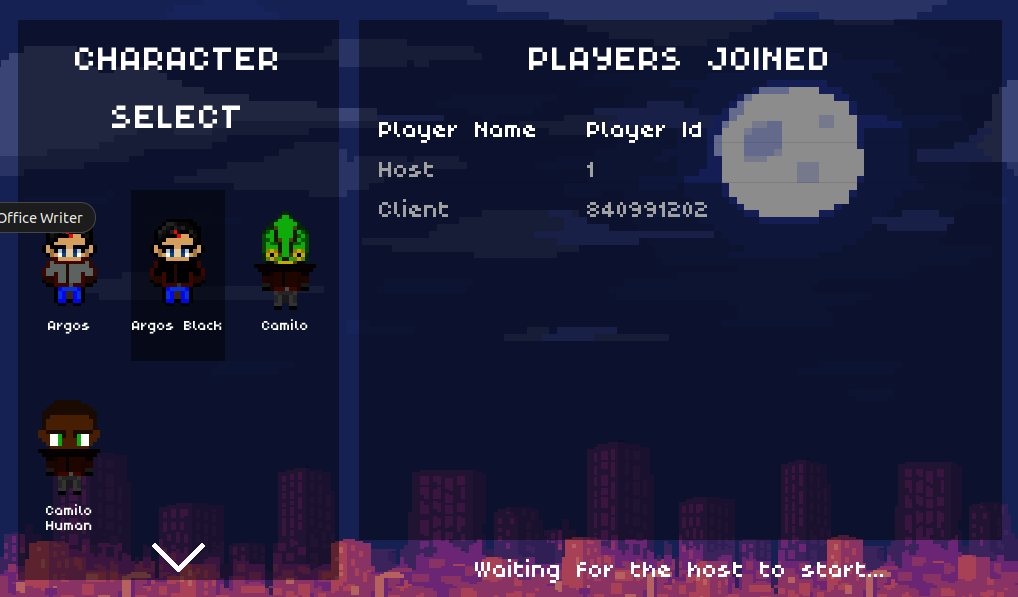 CHARACTER
SELECT
Office Writer
Argos
Argos Black
Camilo
Camilo
Human
PLAYERS JOINED
Player Name Player Id
Host 1
Client 840991202
Waiting for the host to start...